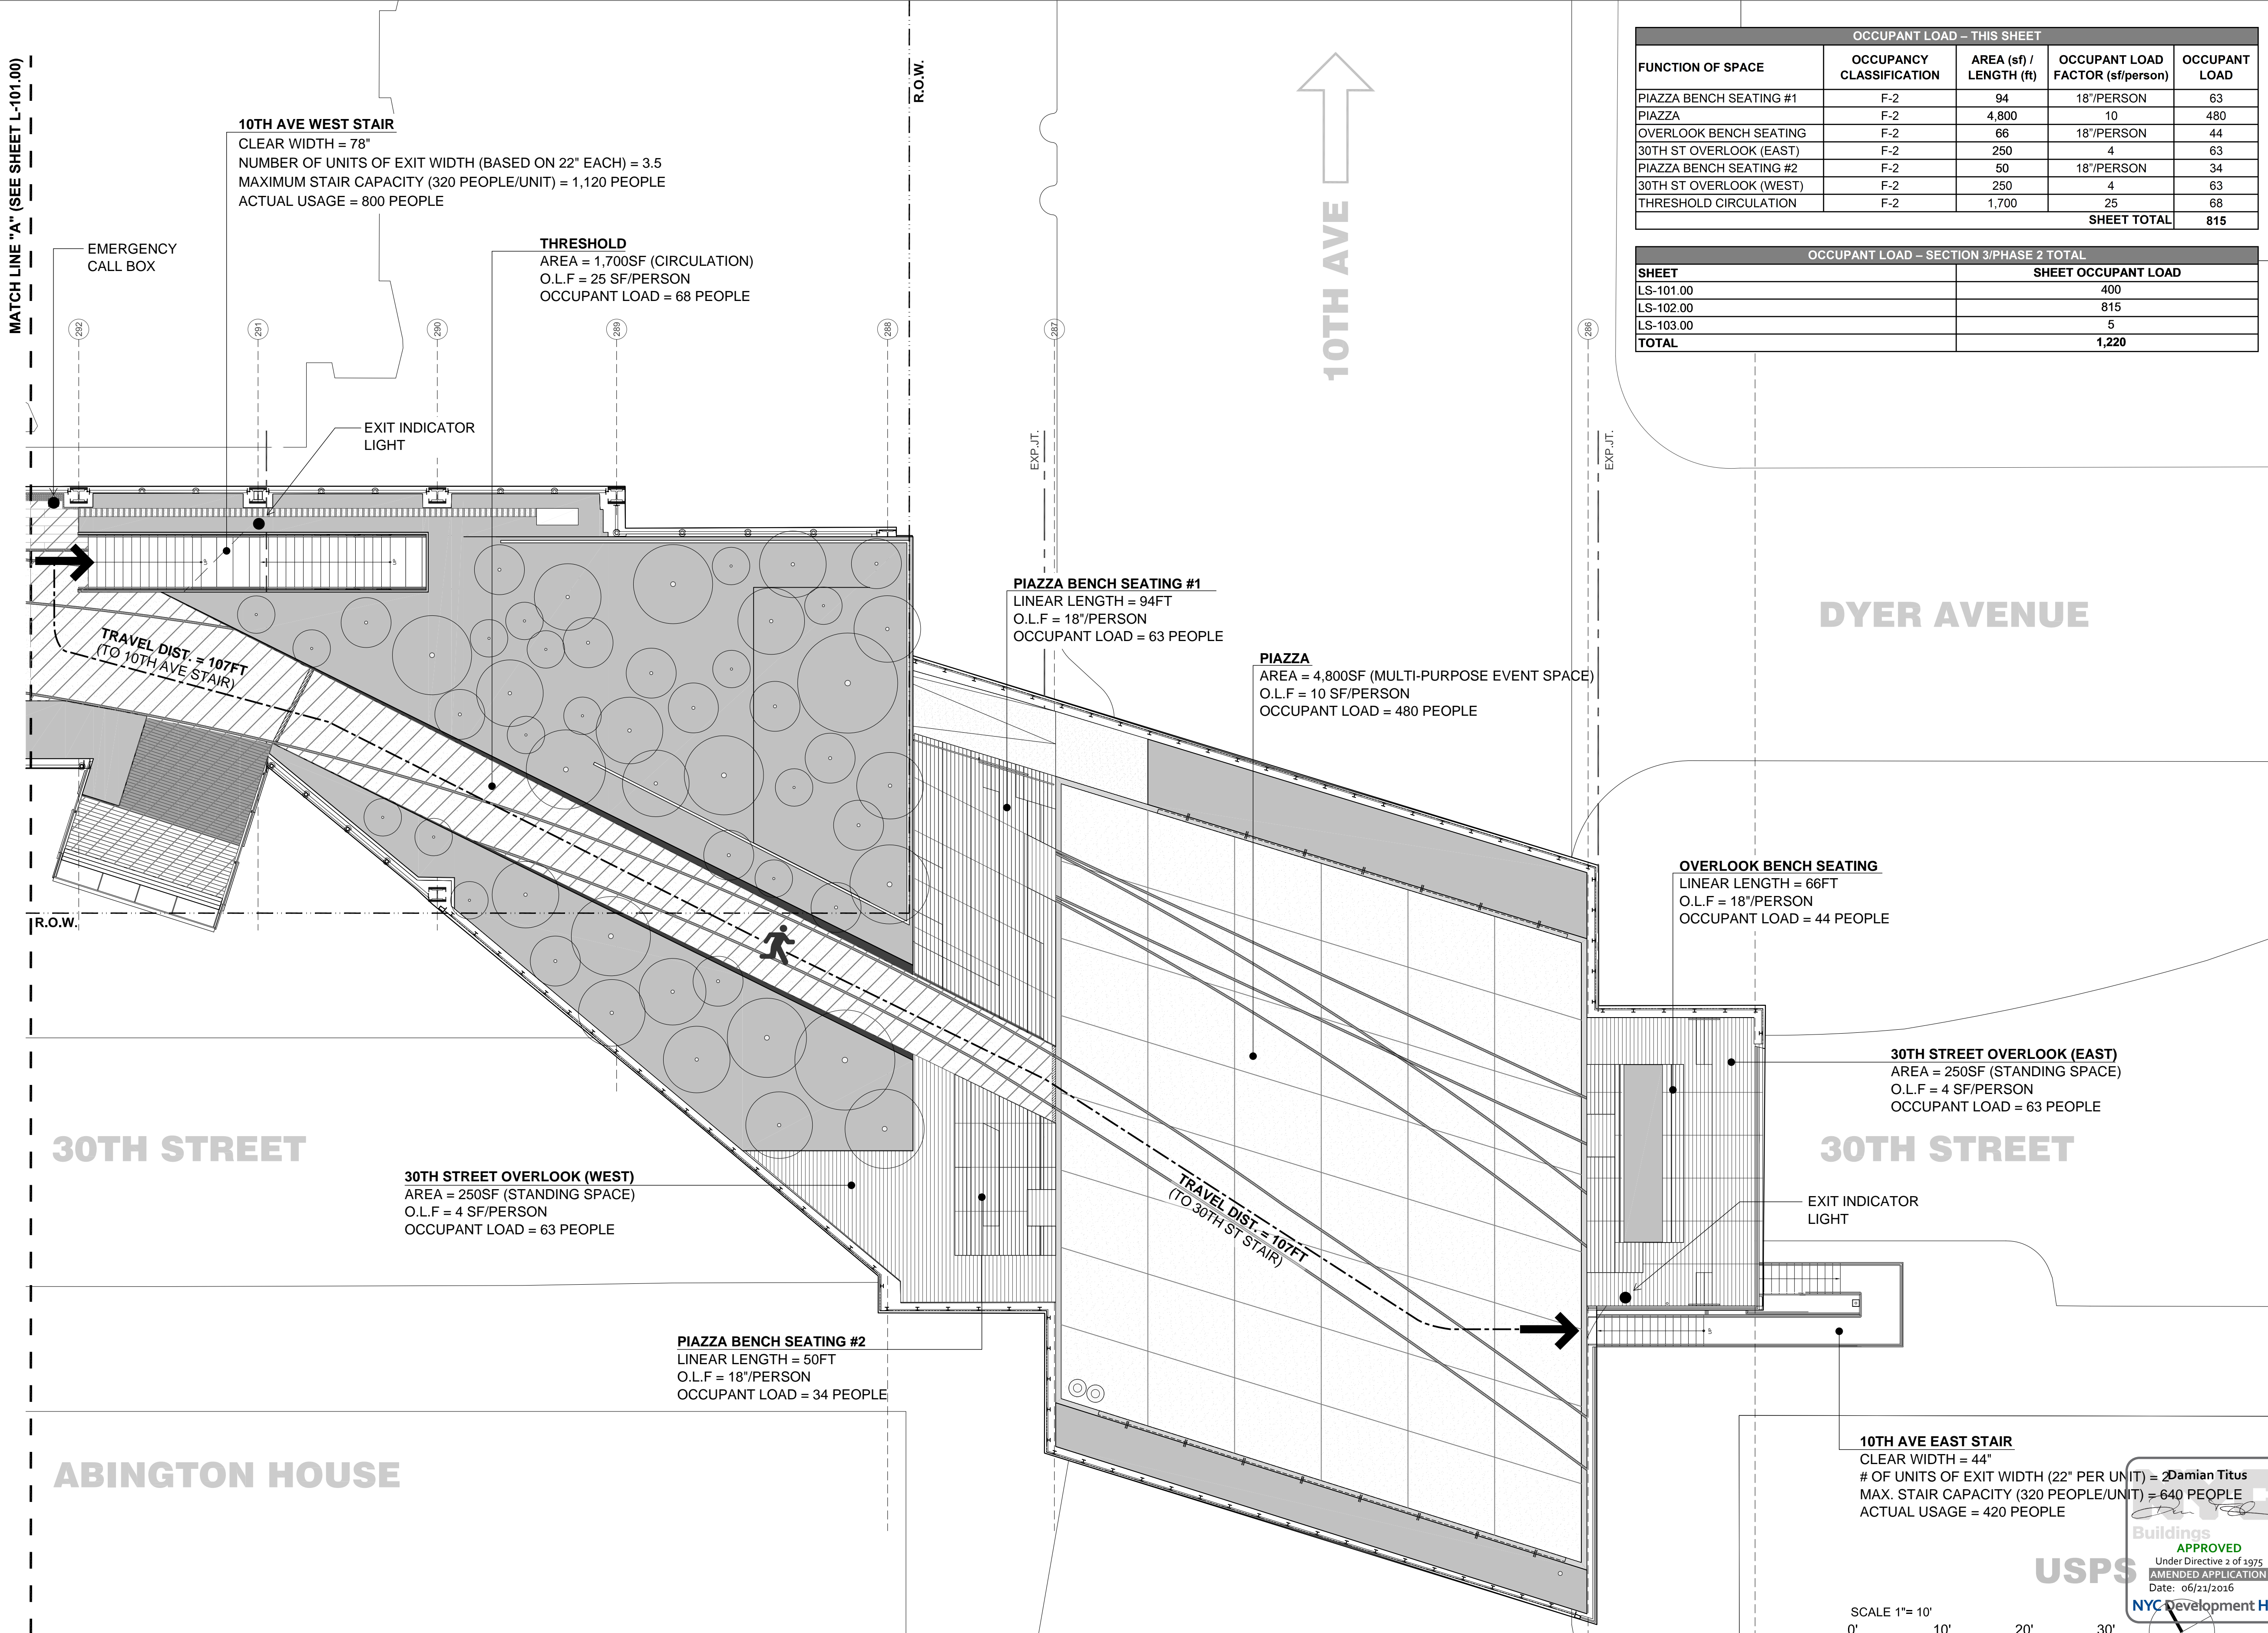 MATCH LINE "A" (SEE SHEET L-101.00)
10TH AVE WEST STAIR
CLEAR WIDTH = 78"
NUMBER OF UNITS OF EXIT WIDTH (BASED ON 22" EACH) = 3.5
MAXIMUM STAIR CAPACITY (320 PEOPLE/UNIT) = 1,120 PEOPLE
ACTUAL USAGE = 800 PEOPLE
EMERGENCY
CALL BOX
THRESHOLD
AREA = 1,700SF (CIRCULATION)
O.L.F = 25 SF/PERSON
OCCUPANT LOAD = 68 PEOPLE
R.O.W.
10TH AVE
OCCUPANT LOAD – THIS SHEET
FUNCTION OF SPACE OCCUPANCY CLASSIFICATION AREA (sf) / LENGTH (ft) OCCUPANT LOAD FACTOR (sf/person) OCCUPANT LOAD
PIAZZA BENCH SEATING #1 F-2 94 18"/PERSON 63
PIAZZA F-2 4,800 10 480
OVERLOOK BENCH SEATING F-2 66 18"/PERSON 44
30TH ST OVERLOOK (EAST) F-2 250 4 63
PIAZZA BENCH SEATING #2 F-2 50 18"/PERSON 34
30TH ST OVERLOOK (WEST) F-2 250 4 63
THRESHOLD CIRCULATION F-2 1,700 25 68
SHEET TOTAL 815
OCCUPANT LOAD – SECTION 3/PHASE 2 TOTAL
SHEET SHEET OCCUPANT LOAD
LS-101.00 400
LS-102.00 815
LS-103.00 5
TOTAL 1,220
292
291
290
289
288
287
286
EXIT INDICATOR
LIGHT
EXP.JT.
EXP.JT.
TRAVEL DIST. = 107FT
(TO 10TH AVE STAIR)
PIAZZA BENCH SEATING #1
LINEAR LENGTH = 94FT
O.L.F = 18"/PERSON
OCCUPANT LOAD = 63 PEOPLE
PIAZZA
AREA = 4,800SF (MULTI-PURPOSE EVENT SPACE)
O.L.F = 10 SF/PERSON
OCCUPANT LOAD = 480 PEOPLE
DYER AVENUE
OVERLOOK BENCH SEATING
LINEAR LENGTH = 66FT
O.L.F = 18"/PERSON
OCCUPANT LOAD = 44 PEOPLE
R.O.W.
30TH STREET OVERLOOK (EAST)
AREA = 250SF (STANDING SPACE)
O.L.F = 4 SF/PERSON
OCCUPANT LOAD = 63 PEOPLE
30TH STREET
30TH STREET
30TH STREET OVERLOOK (WEST)
AREA = 250SF (STANDING SPACE)
O.L.F = 4 SF/PERSON
OCCUPANT LOAD = 63 PEOPLE
TRAVEL DIST. = 107FT
(TO 30TH ST STAIR)
EXIT INDICATOR
LIGHT
PIAZZA BENCH SEATING #2
LINEAR LENGTH = 50FT
O.L.F = 18"/PERSON
OCCUPANT LOAD = 34 PEOPLE
ABINGTON HOUSE
10TH AVE EAST STAIR
CLEAR WIDTH = 44"
# OF UNITS OF EXIT WIDTH (22" PER UNIT) = 2
MAX. STAIR CAPACITY (320 PEOPLE/UNIT) = 640 PEOPLE
ACTUAL USAGE = 420 PEOPLE
USPS
Damian Titus
Buildings
APPROVED
Under Directive 2 of 1975
AMENDED APPLICATION
Date: 06/21/2016
NYC Development H
SCALE 1"= 10'
0' 10' 20' 30'